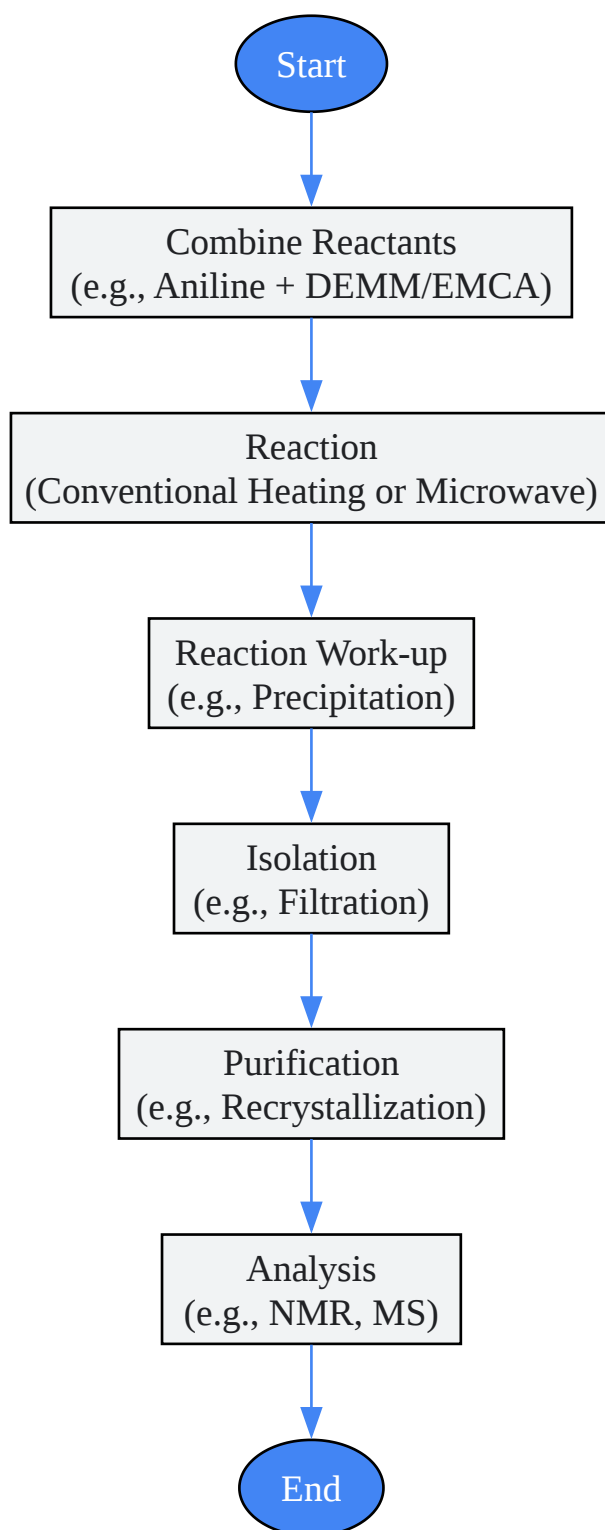 Start
Combine Reactants
(e.g., Aniline + DEMM/EMCA)
Reaction
(Conventional Heating or Microwave)
Reaction Work-up
(e.g., Precipitation)
Isolation
(e.g., Filtration)
Purification
(e.g., Recrystallization)
Analysis
(e.g., NMR, MS)
End